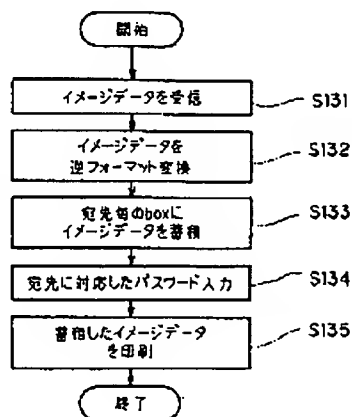 開始
イメージデータを受信
S131
イメージデータを
逆フォーマット変換
S132
宛先毎のboxに
イメージデータを蓄積
S133
宛先に対応したパスワード入力
S134
蓄積したイメージデータ
を印刷
S135
終了